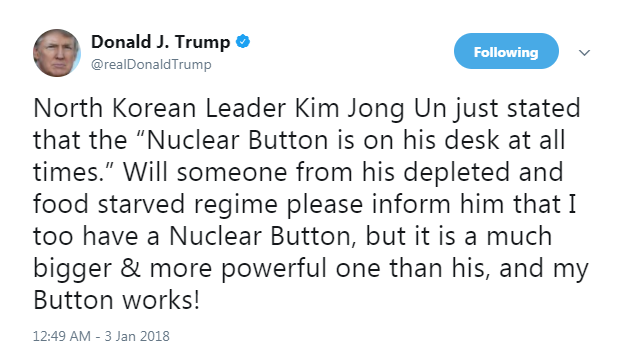 Donald J. Trump
@realDonaldTrump
Following
North Korean Leader Kim Jong Un just stated
that the “Nuclear Button is on his desk at all
times.” Will someone from his depleted and
food starved regime please inform him that I
too have a Nuclear Button, but it is a much
bigger & more powerful one than his, and my
Button works!
12:49 AM - 3 Jan 2018